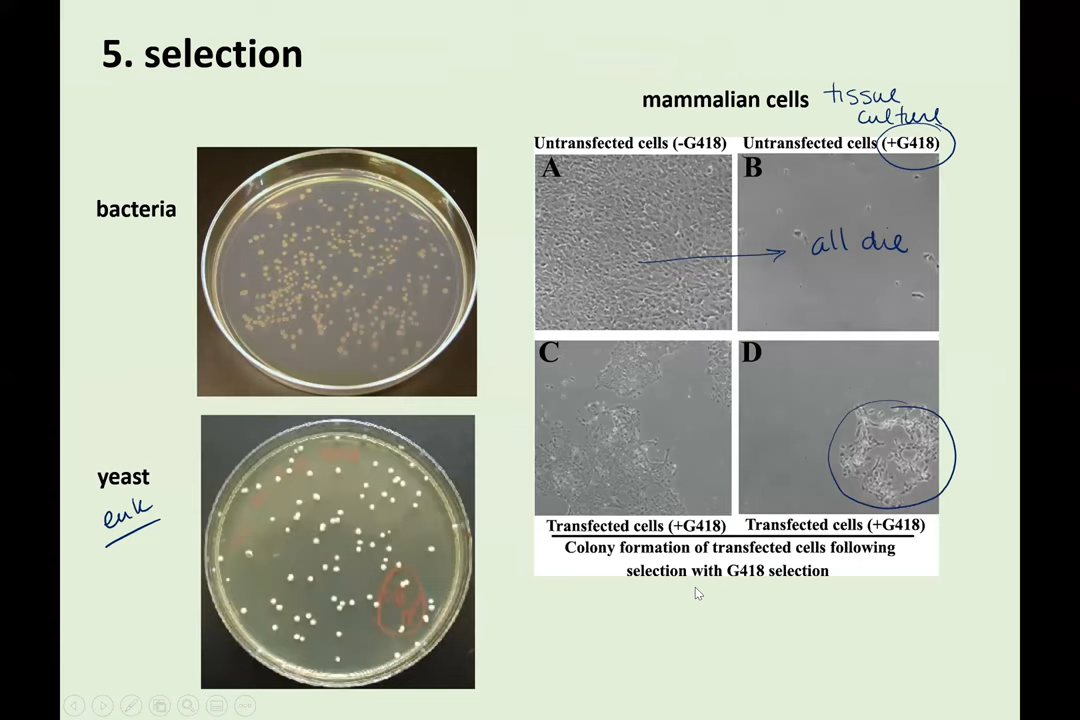 5. selection
mammalian cells
tissue
culture
Untransfected cells (-G418)
Untransfected cells (+G418)
A
B
bacteria
all die
C
D
yeast
euk
Transfected cells (+G418)
Transfected cells (+G418)
Colony formation of transfected cells following
selection with G418 selection